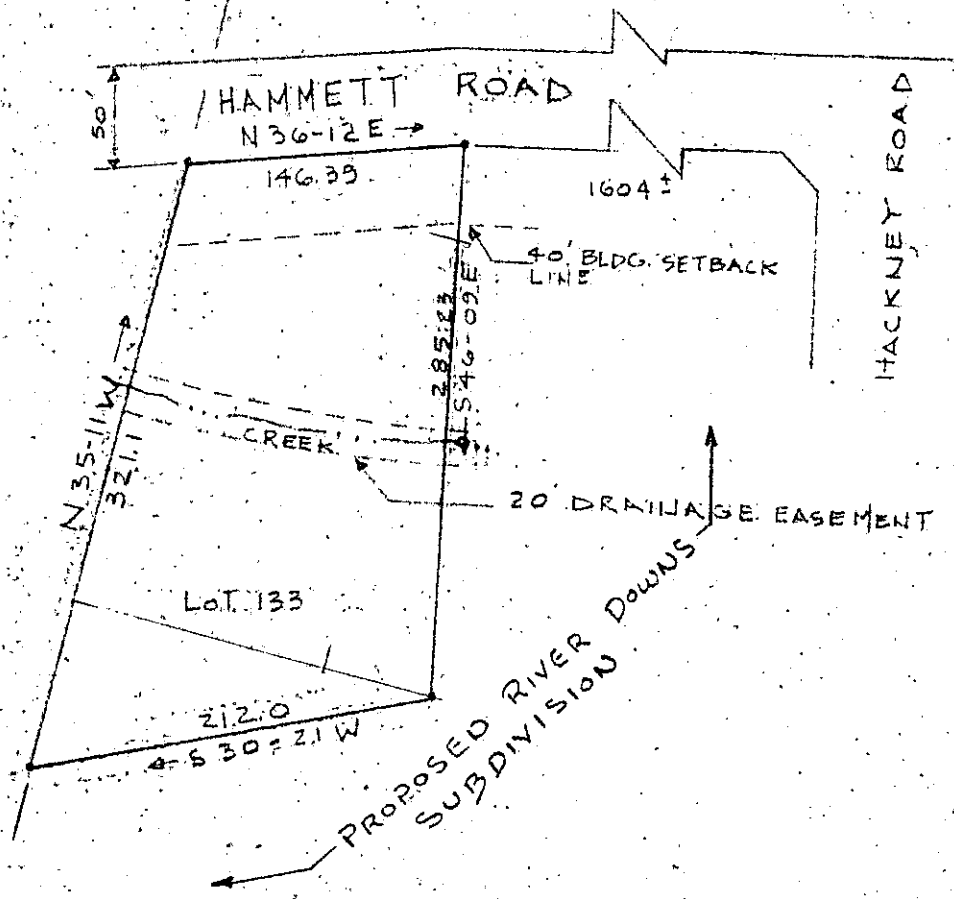 50'
HAMMETT ROAD
N 36-12 E
146.39
1604±
HACKNEY ROAD
40' BLDG. SETBACK
LINE
285.23
S 46-09 E
N 35-11 W
321.1
CREEK
20' DRAINAGE EASEMENT
LOT 133
212.0
S 30-21 W
PROPOSED RIVER DOWNS
SUBDIVISION